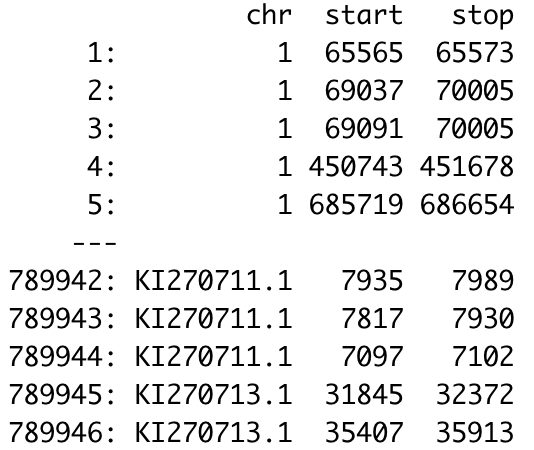 chr start stop
1: 1 65565 65573
2: 1 69037 70005
3: 1 69091 70005
4: 1 450743 451678
5: 1 685719 686654
---
789942: KI270711.1 7935 7989
789943: KI270711.1 7817 7930
789944: KI270711.1 7097 7102
789945: KI270713.1 31845 32372
789946: KI270713.1 35407 35913